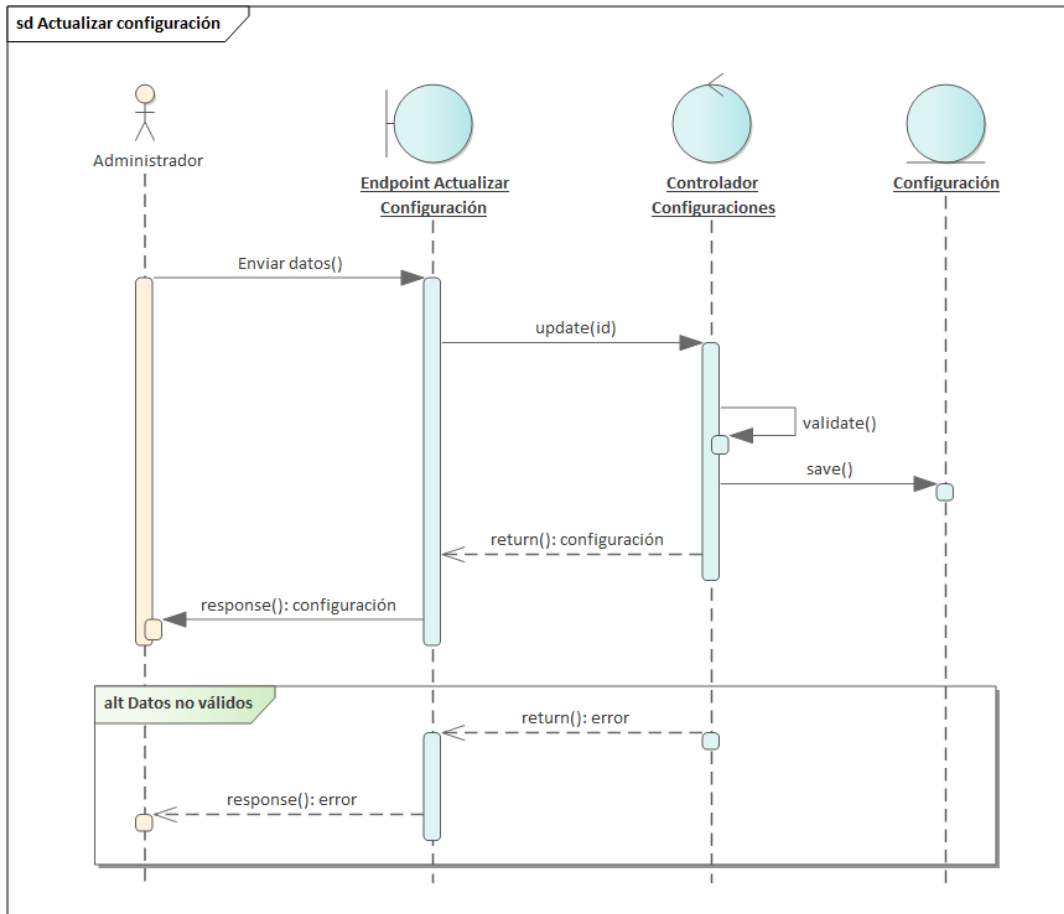 sd Actualizar configuración
Administrador
Endpoint Actualizar
Configuración
Controlador
Configuraciones
Configuración
Enviar datos()
update(id)
validate()
save()
return(): configuración
response(): configuración
alt Datos no válidos
return(): error
response(): error